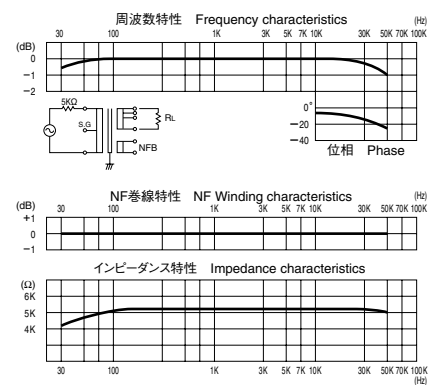 周波数特性 Frequency characteristics (Hz)
30 100 1K 3K 5K 7K 10K 30K 50K 70K 100K
(dB)
0
−1
−2
5KΩ
S.G
RL
NFB
0°
−20
−40
位相 Phase
NF巻線特性 NF Winding characteristics (Hz)
(dB) 30 100 1K 3K 5K 7K 10K 30K 50K 70K 100K
+1
0
−1
インピーダンス特性 Impedance characteristics
(Ω)
6K
5K
4K
30 100 1K 3K 5K 7K 10K 30K 50K 70K 100K
(Hz)